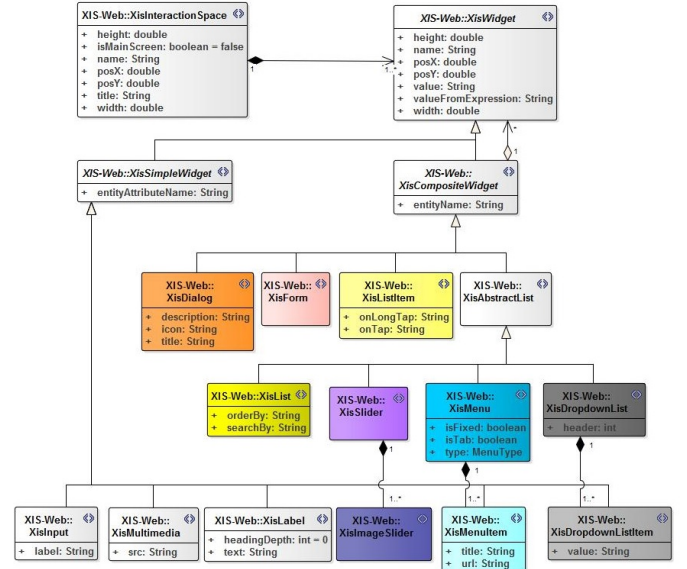 XIS-Web::XisInteractionSpace
+ height: double
+ isMainScreen: boolean = false
+ name: String
+ posX: double
+ posY: double
+ title: String
+ width: double
1
1..*
XIS-Web::XisWidget
+ height: double
+ name: String
+ posX: double
+ posY: double
+ value: String
+ valueFromExpression: String
+ width: double
*
1
XIS-Web::XisSimpleWidget
+ entityAttributeName: String
XIS-Web::
XisCompositeWidget
+ entityName: String
XIS-Web::
XisDialog
+ description: String
+ icon: String
+ title: String
XIS-Web::
XisForm
XIS-Web::
XisListItem
+ onLongTap: String
+ onTap: String
XIS-Web::
XisAbstractList
XIS-Web::XisList
+ orderBy: String
+ searchBy: String
XIS-Web::
XisSlider
1
XIS-Web::
XisMenu
+ isFixed: boolean
+ isTab: boolean
+ type: MenuType
1
XIS-Web::
XisDropdownList
+ header: int
1
XIS-Web::
XisInput
+ label: String
XIS-Web::
XisMultimedia
+ src: String
XIS-Web::XisLabel
+ headingDepth: int = 0
+ text: String
1..*
XIS-Web::
XisImageSlider
1..*
XIS-Web::
XisMenuItem
+ title: String
+ url: String
1..*
XIS-Web::
XisDropdownListItem
+ value: String